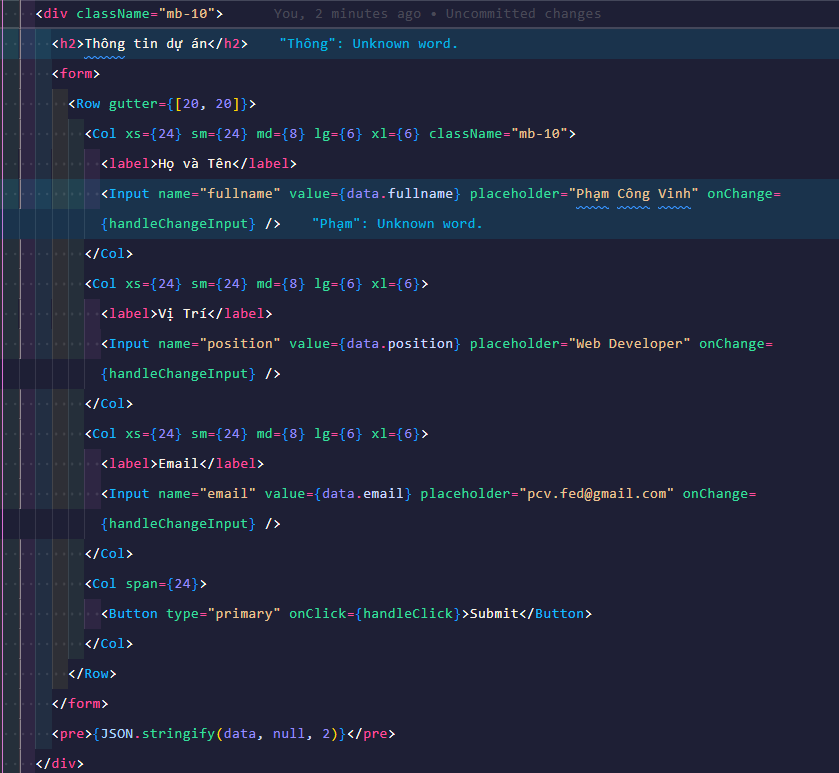 <div className="mb-10"> You, 2 minutes ago • Uncommitted changes
<h2>Thông tin dự án</h2> "Thông": Unknown word.
<form>
<Row gutter={[20, 20]}>
<Col xs={24} sm={24} md={8} lg={6} xl={6} className="mb-10">
<label>Họ và Tên</label>
<Input name="fullname" value={data.fullname} placeholder="Phạm Công Vinh" onChange=
{handleChangeInput} /> "Phạm": Unknown word.
</Col>
<Col xs={24} sm={24} md={8} lg={6} xl={6}>
<label>Vị Trí</label>
<Input name="position" value={data.position} placeholder="Web Developer" onChange=
{handleChangeInput} />
</Col>
<Col xs={24} sm={24} md={8} lg={6} xl={6}>
<label>Email</label>
<Input name="email" value={data.email} placeholder="pcv.fed@gmail.com" onChange=
{handleChangeInput} />
</Col>
<Col span={24}>
<Button type="primary" onClick={handleClick}>Submit</Button>
</Col>
</Row>
</form>
<pre>{JSON.stringify(data, null, 2)}</pre>
</div>